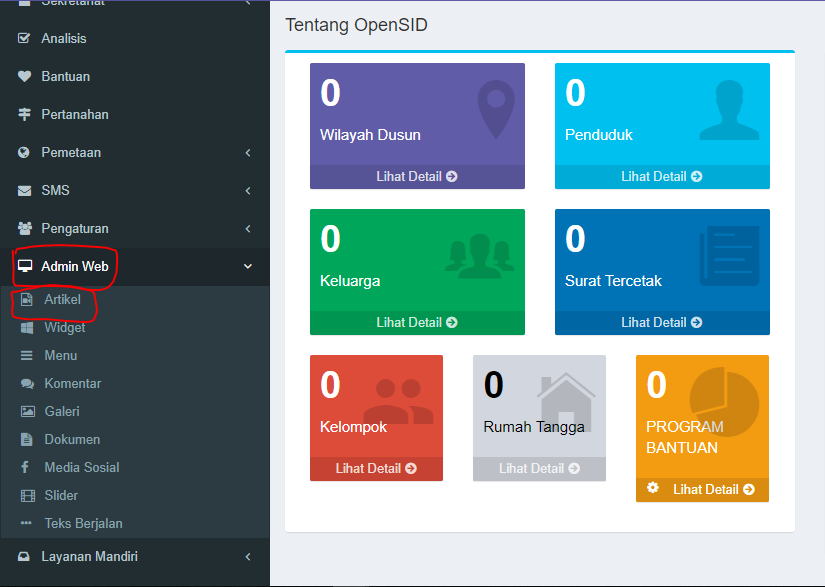 Sekretariat
Analisis
Bantuan
Pertanahan
Pemetaan
SMS
Pengaturan
Admin Web
Artikel
Widget
Menu
Komentar
Galeri
Dokumen
Media Sosial
Slider
Teks Berjalan
Layanan Mandiri
Tentang OpenSID
0
Wilayah Dusun
Lihat Detail
0
Penduduk
Lihat Detail
0
Keluarga
Lihat Detail
0
Surat Tercetak
Lihat Detail
0
Kelompok
Lihat Detail
0
Rumah Tangga
Lihat Detail
0
PROGRAM
BANTUAN
Lihat Detail